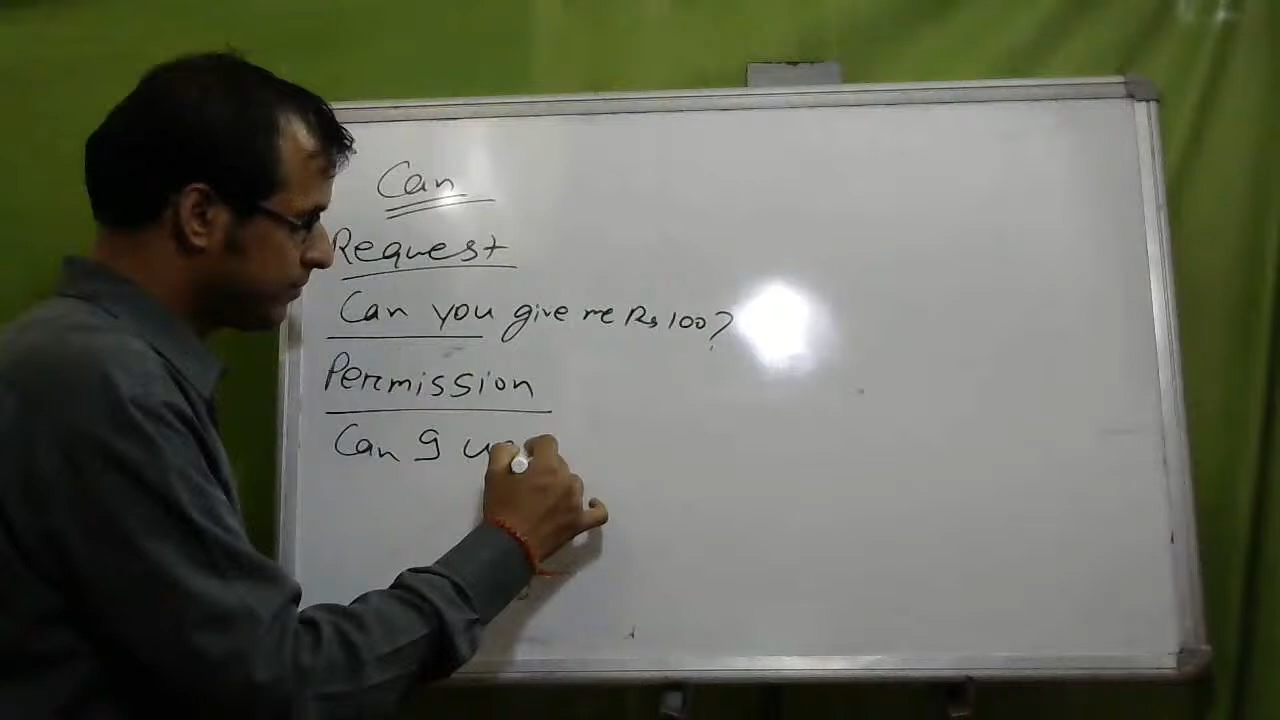 Can
Request
Can you give me Rs 100?
Permission
Can I